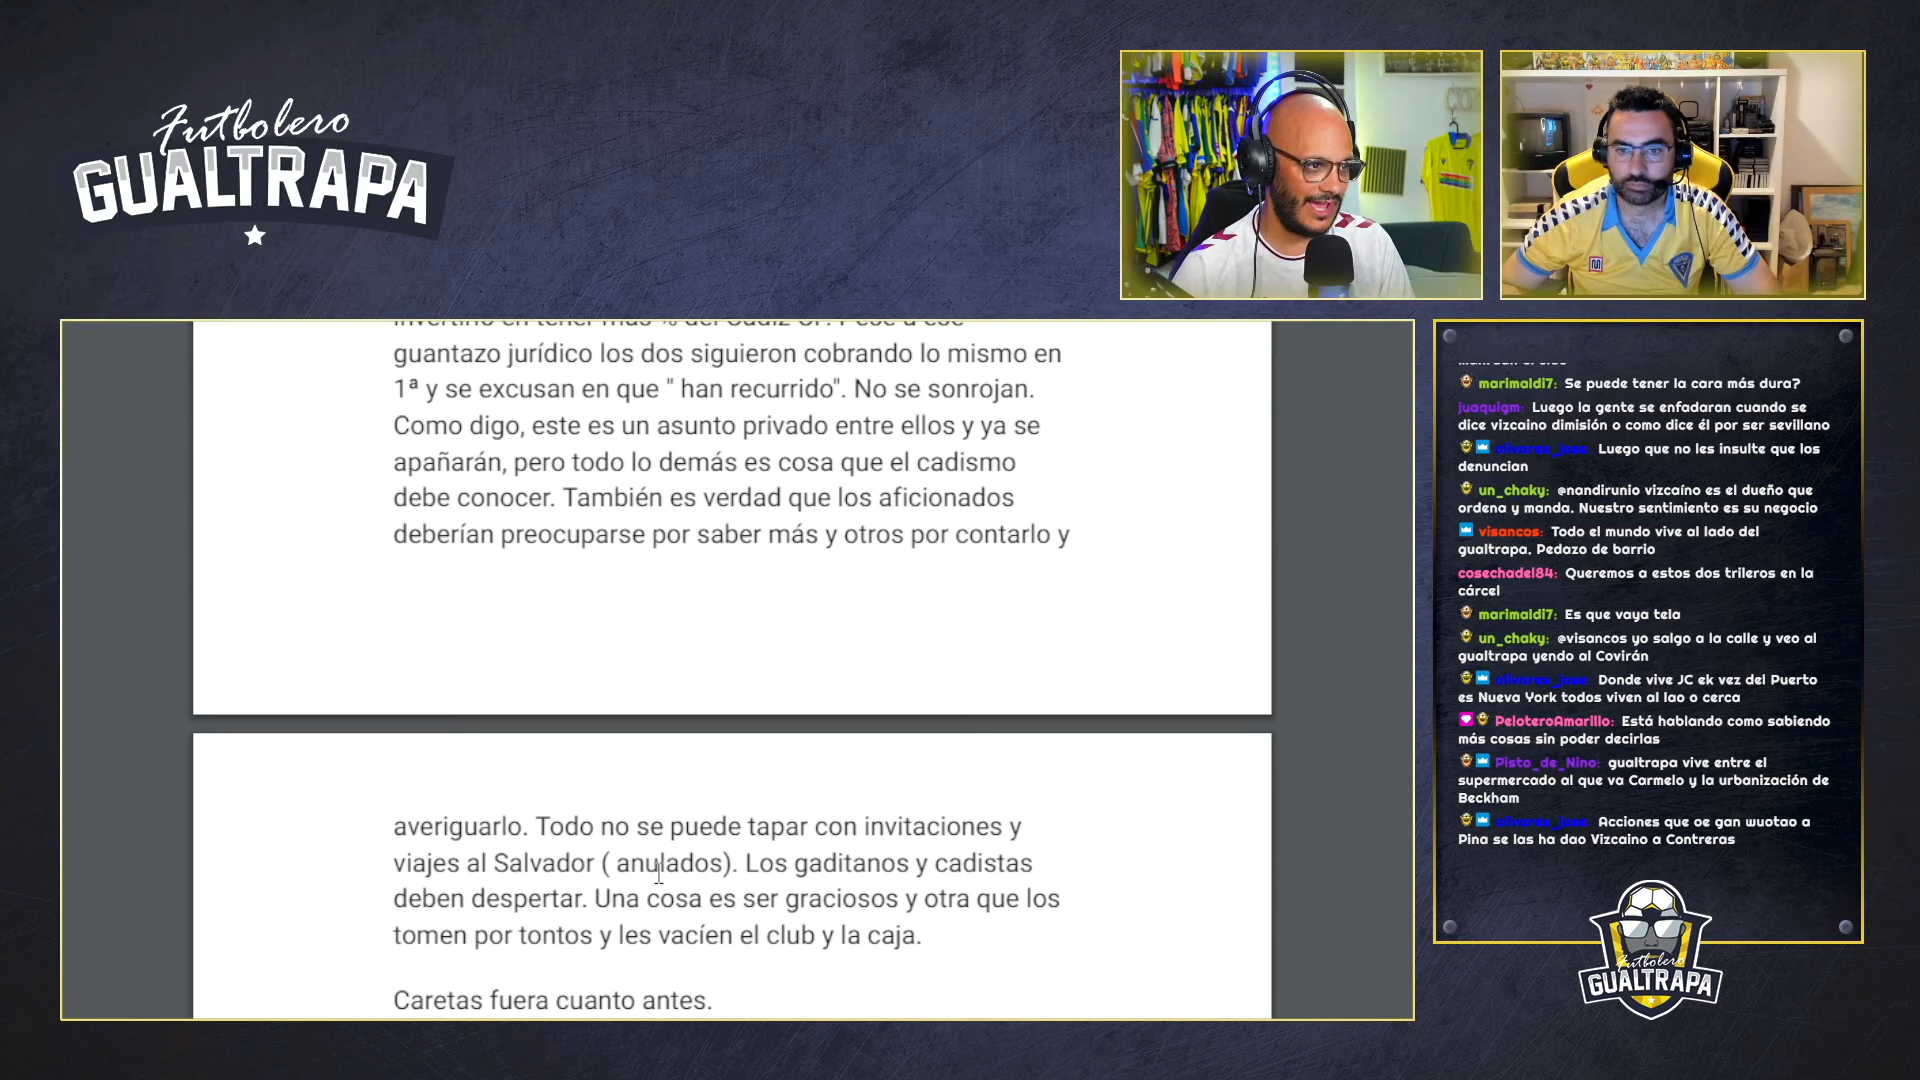 Futbolero
GUALTRAPA
guantazo jurídico los dos siguieron cobrando lo mismo en
1ª y se excusan en que " han recurrido". No se sonrojan.
Como digo, este es un asunto privado entre ellos y ya se
apañarán, pero todo lo demás es cosa que el cadismo
debe conocer. También es verdad que los aficionados
deberían preocuparse por saber más y otros por contarlo y
averiguarlo. Todo no se puede tapar con invitaciones y
viajes al Salvador ( anulados). Los gaditanos y cadistas
deben despertar. Una cosa es ser graciosos y otra que los
tomen por tontos y les vacíen el club y la caja.
Caretas fuera cuanto antes.
marimaldi7: Se puede tener la cara más dura?
juaquigm: Luego la gente se enfadaran cuando se
dice vizcaino dimisión o como dice él por ser sevillano
olivares_jose: Luego que no les insulte que los
denuncian
un_chaky: @nandirunio vizcaíno es el dueño que
ordena y manda. Nuestro sentimiento es su negocio
visancos: Todo el mundo vive al lado del
gualtrapa. Pedazo de barrio
cosechadel84: Queremos a estos dos trileros en la
cárcel
marimaldi7: Es que vaya tela
un_chaky: @visancos yo salgo a la calle y veo al
gualtrapa yendo al Covirán
olivares_jose: Donde vive JC ek vez del Puerto
es Nueva York todos viven al lao o cerca
PeloteroAmarillo: Está hablando como sabiendo
más cosas sin poder decirlas
Pisto_de_Nino: gualtrapa vive entre el
supermercado al que va Carmelo y la urbanización de
Beckham
olivares_jose: Acciones que oe gan wuotao a
Pina se las ha dao Vizcaino a Contreras
Futbolero
GUALTRAPA